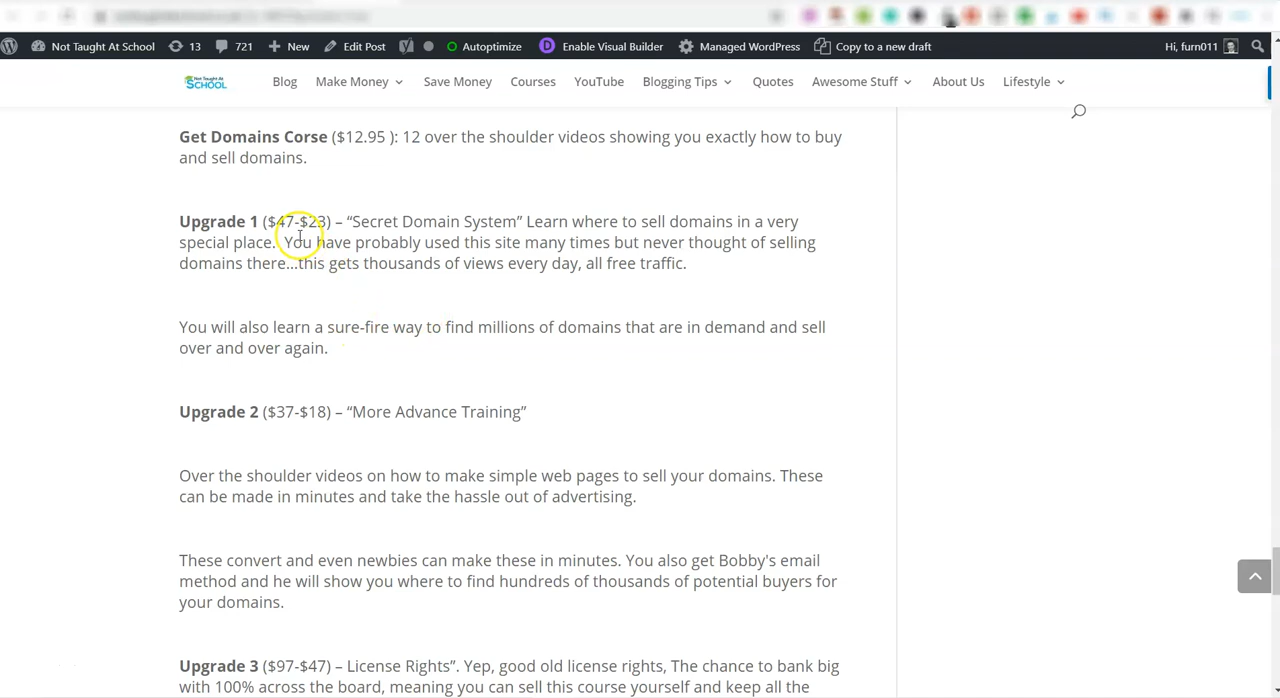 Not Taught At School 13 721 New Edit Post Autoptimize Enable Visual Builder Managed WordPress Copy to a new draft Hi, furn011
Not Taught At SCHOOL Blog Make Money Save Money Courses YouTube Blogging Tips Quotes Awesome Stuff About Us Lifestyle
Get Domains Corse ($12.95 ): 12 over the shoulder videos showing you exactly how to buy
and sell domains.
Upgrade 1 ($47-$23) – “Secret Domain System” Learn where to sell domains in a very
special place. You have probably used this site many times but never thought of selling
domains there...this gets thousands of views every day, all free traffic.
You will also learn a sure-fire way to find millions of domains that are in demand and sell
over and over again.
Upgrade 2 ($37-$18) – “More Advance Training”
Over the shoulder videos on how to make simple web pages to sell your domains. These
can be made in minutes and take the hassle out of advertising.
These convert and even newbies can make these in minutes. You also get Bobby's email
method and he will show you where to find hundreds of thousands of potential buyers for
your domains.
Upgrade 3 ($97-$47) – License Rights”. Yep, good old license rights, The chance to bank big
with 100% across the board, meaning you can sell this course yourself and keep all the